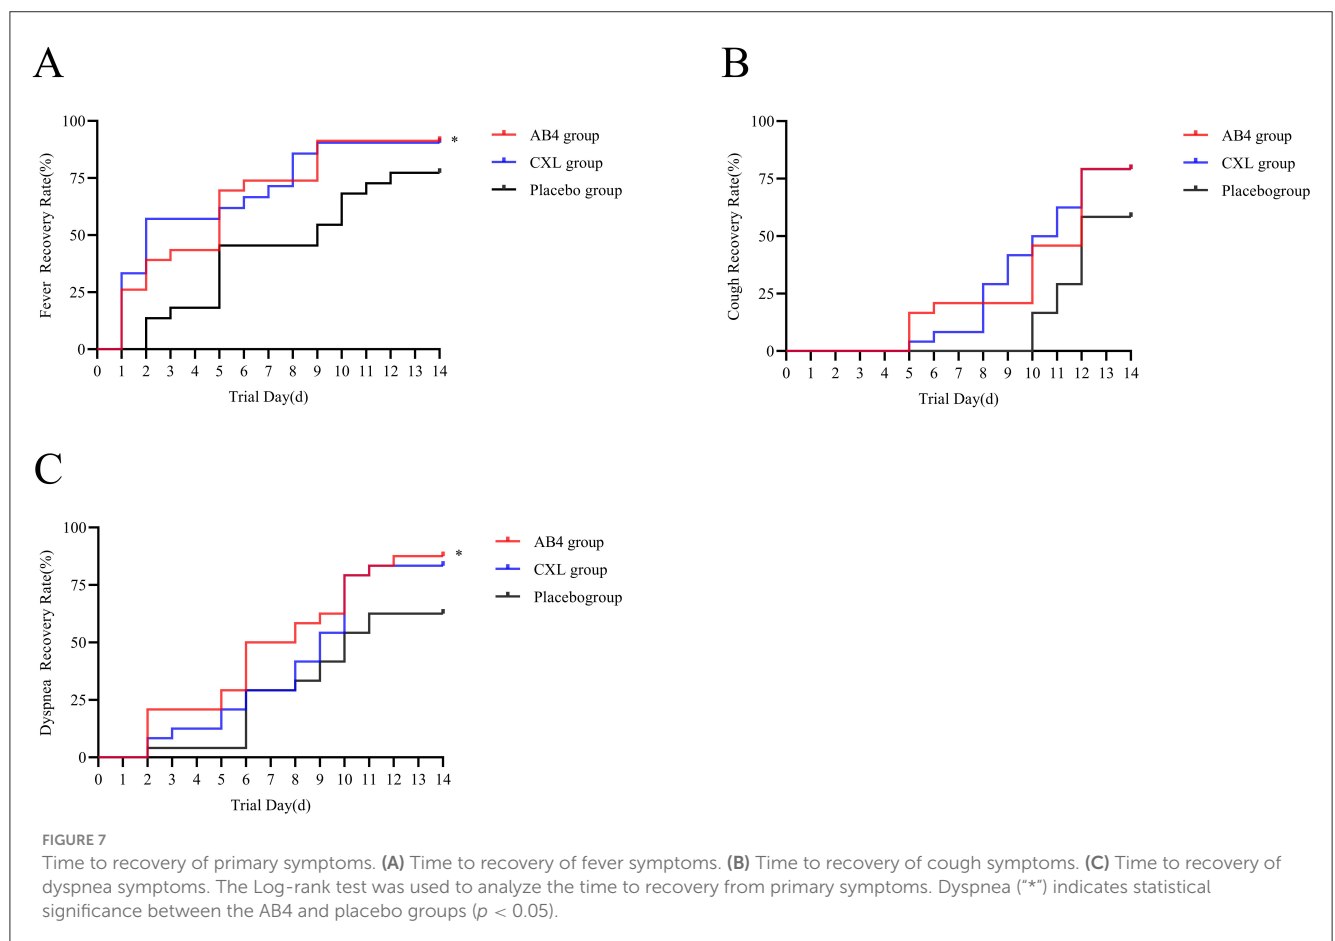 A
Fever Recovery Rate(%)
100
75
50
25
0
0 1 2 3 4 5 6 7 8 9 10 11 12 13 14
Trial Day(d)
*
AB4 group
CXL group
Placebo group
B
Cough Recovery Rate(%)
100
75
50
25
0
0 1 2 3 4 5 6 7 8 9 10 11 12 13 14
Trial Day(d)
AB4 group
CXL group
Placebogroup
C
Dyspnea Recovery Rate(%)
100
75
50
25
0
0 1 2 3 4 5 6 7 8 9 10 11 12 13 14
Trial Day(d)
*
AB4 group
CXL group
Placebogroup
FIGURE 7
Time to recovery of primary symptoms. (A) Time to recovery of fever symptoms. (B) Time to recovery of cough symptoms. (C) Time to recovery of
dyspnea symptoms. The Log-rank test was used to analyze the time to recovery from primary symptoms. Dyspnea (“*”) indicates statistical
significance between the AB4 and placebo groups (p < 0.05).